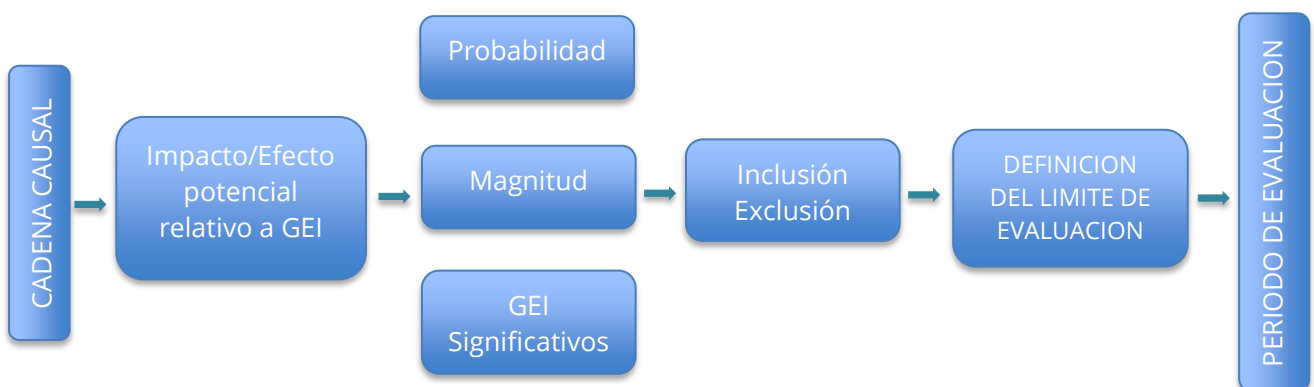 CADENA CAUSAL
Impacto/Efecto
potencial
relativo a GEI
Probabilidad
Magnitud
GEI
Significativos
Inclusión
Exclusión
DEFINICION
DEL LIMITE DE
EVALUACION
PERIODO DE EVALUACION